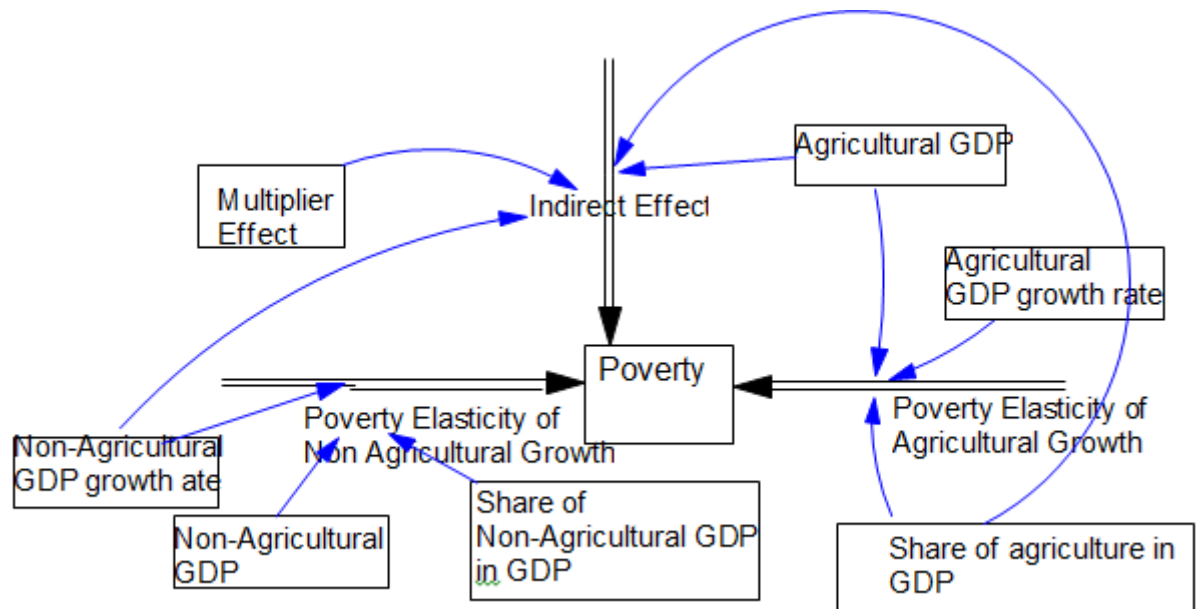 Agricultural GDP
Multiplier
Effect
Indirect Effect
Agricultural
GDP growth rate
Poverty
Poverty Elasticity of
Non Agricultural Growth
Poverty Elasticity of
Agricultural Growth
Non-Agricultural
GDP growth ate
Share of
Non-Agricultural GDP
in GDP
Non-Agricultural
GDP
Share of agriculture in
GDP